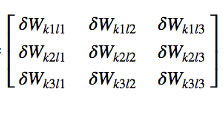 = [ δW_{k1l1} δW_{k1l2} δW_{k1l3} ]
[ δW_{k2l1} δW_{k2l2} δW_{k2l3} ]
[ δW_{k3l1} δW_{k3l2} δW_{k3l3} ]